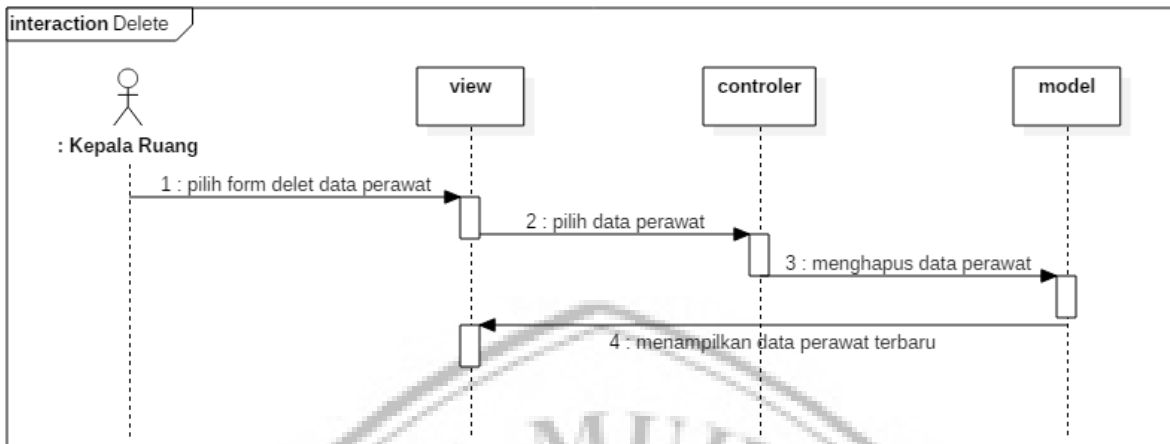 interaction Delete
view
controler
model
: Kepala Ruang
1 : pilih form delet data perawat
2 : pilih data perawat
3 : menghapus data perawat
4 : menampilkan data perawat terbaru